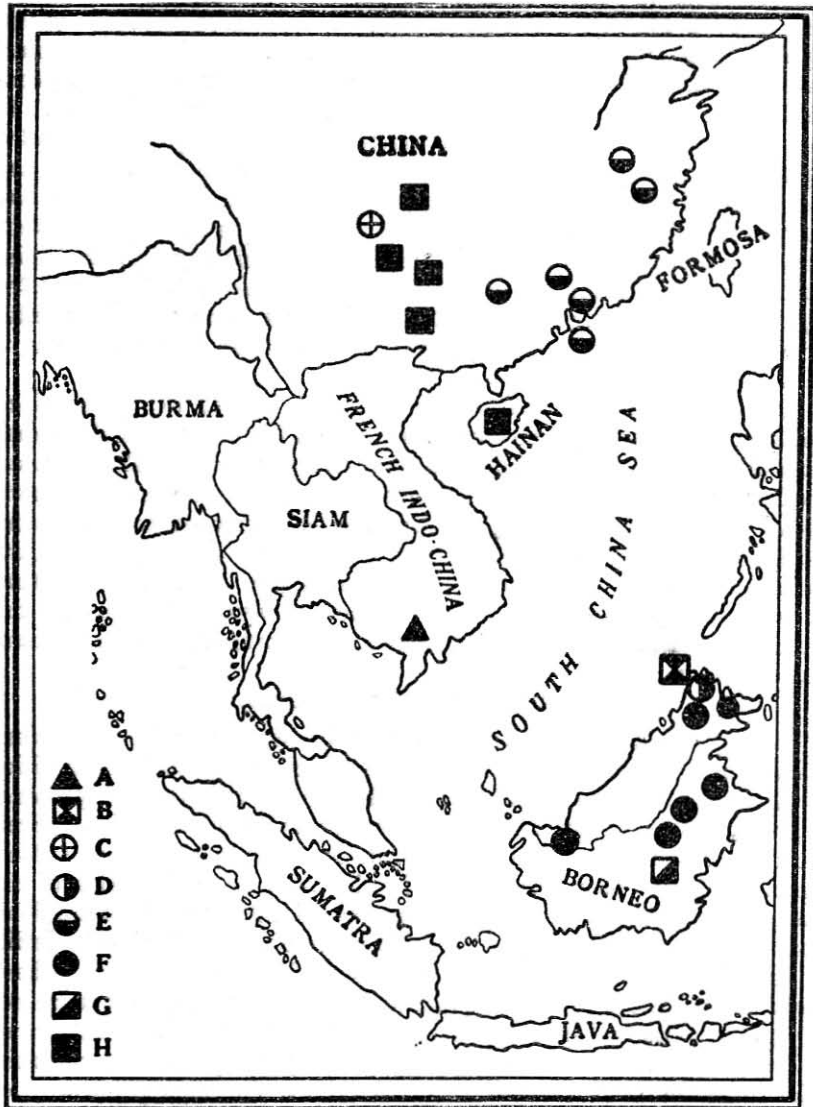 CHINA
FORMOSA
BURMA
FRENCH INDO-CHINA
HAINAN
SIAM
SOUTH CHINA SEA
A
B
C
D
E
F
G
H
BORNEO
SUMATRA
JAVA